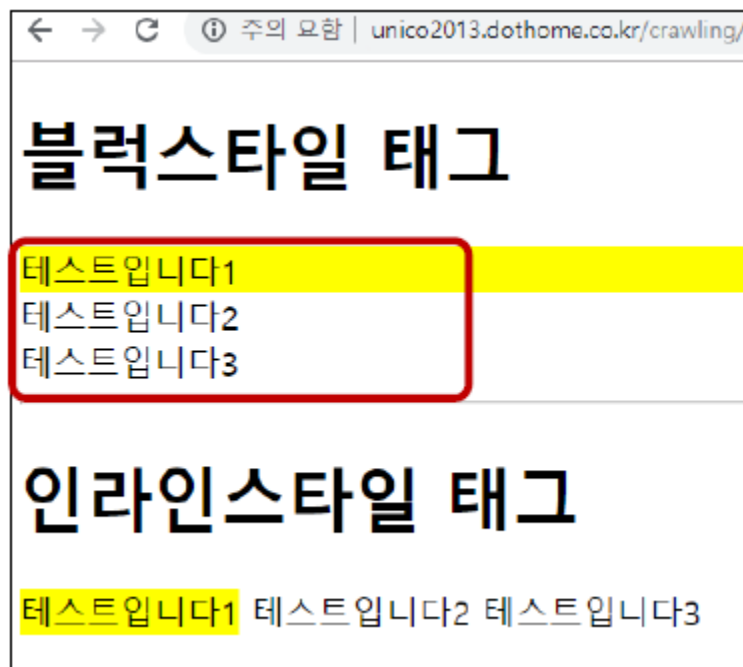 주의 요함 | unico2013.dothome.co.kr/crawling/
블럭스타일 태그
테스트입니다1
테스트입니다2
테스트입니다3
인라인스타일 태그
테스트입니다1 테스트입니다2 테스트입니다3